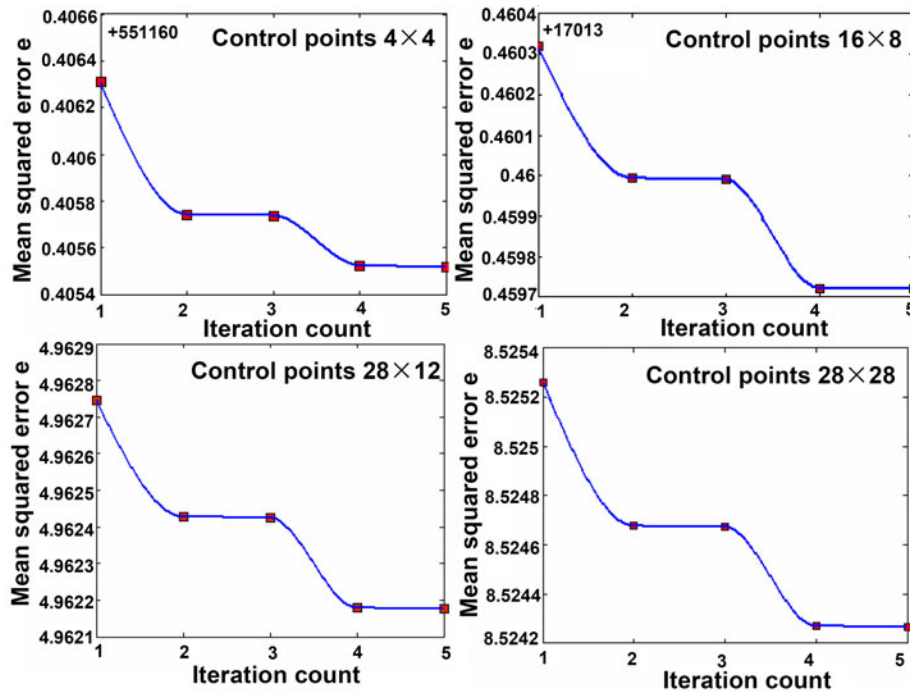 0.4066
0.4064
0.4062
0.406
0.4058
0.4056
0.4054
Mean squared error e
+551160
Control points 4×4
1 2 3 4 5
Iteration count
0.4604
0.4603
0.4602
0.4601
0.46
0.4599
0.4598
0.4597
Mean squared error e
+17013
Control points 16×8
1 2 3 4 5
Iteration count
4.9629
4.9628
4.9627
4.9626
4.9625
4.9624
4.9623
4.9622
4.9621
Mean squared error e
Control points 28×12
1 2 3 4 5
Iteration count
8.5254
8.5252
8.525
8.5248
8.5246
8.5244
8.5242
Mean squared error e
Control points 28×28
1 2 3 4 5
Iteration count